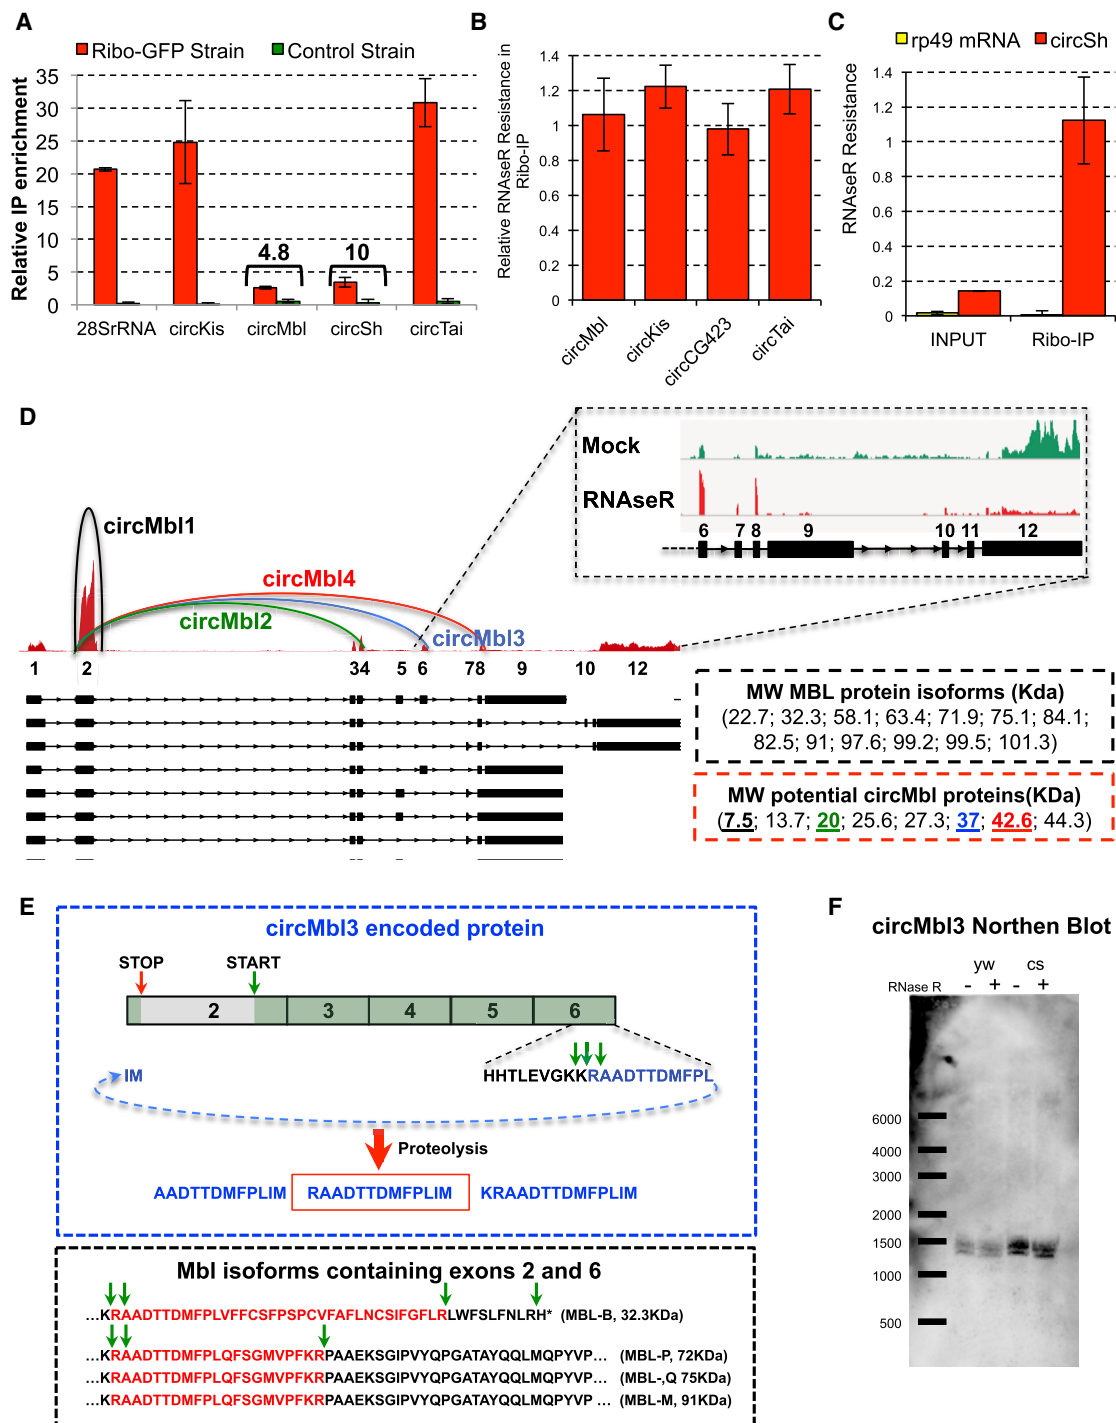 A
Ribo-GFP Strain
Control Strain
Relative IP enrichment
35
30
25
20
15
10
5
0
4.8
10
28SrRNA
circKis
circMbl
circSh
circTai
B
Relative RNAseR Resistance in
Ribo-IP
1.4
1.2
1
0.8
0.6
0.4
0.2
0
circMbl
circKis
circCG423
circTai
C
rp49 mRNA
circSh
RNAseR Resistance
1.4
1.2
1
0.8
0.6
0.4
0.2
0
INPUT
Ribo-IP
D
circMbl1
circMbl4
circMbl2
circMbl3
1 2 3 4 5 6 7 8 9 10 12
Mock
RNAseR
6 7 8 9 10 11 12
MW MBL protein isoforms (Kda)
(22.7; 32.3; 58.1; 63.4; 71.9; 75.1; 84.1;
82.5; 91; 97.6; 99.2; 99.5; 101.3)
MW potential circMbl proteins(KDa)
(7.5; 13.7; 20; 25.6; 27.3; 37; 42.6; 44.3)
E
circMbl3 encoded protein
STOP
START
2 3 4 5 6
IM
HHTLEVGKKRAADTTDMFPL
Proteolysis
AADTTDMFPLIM
RAADTTDMFPLIM
KRAADTTDMFPLIM
Mbl isoforms containing exons 2 and 6
...KRAADTTDMFPLVFFCSFPSPCVFAFLNCSIFGFLRLWFSLFNLRH* (MBL-B, 32.3KDa)
...KRAADTTDMFPLQFSGMVPFKRPAAEKSGIPVYQPGATAYQQLMQPYVP... (MBL-P, 72KDa)
...KRAADTTDMFPLQFSGMVPFKRPAAEKSGIPVYQPGATAYQQLMQPYVP... (MBL-,Q 75KDa)
...KRAADTTDMFPLQFSGMVPFKRPAAEKSGIPVYQPGATAYQQLMQPYVP... (MBL-M, 91KDa)
F
circMbl3 Northen Blot
yw cs
RNase R - + - +
6000
4000
3000
2000
1500
1000
500